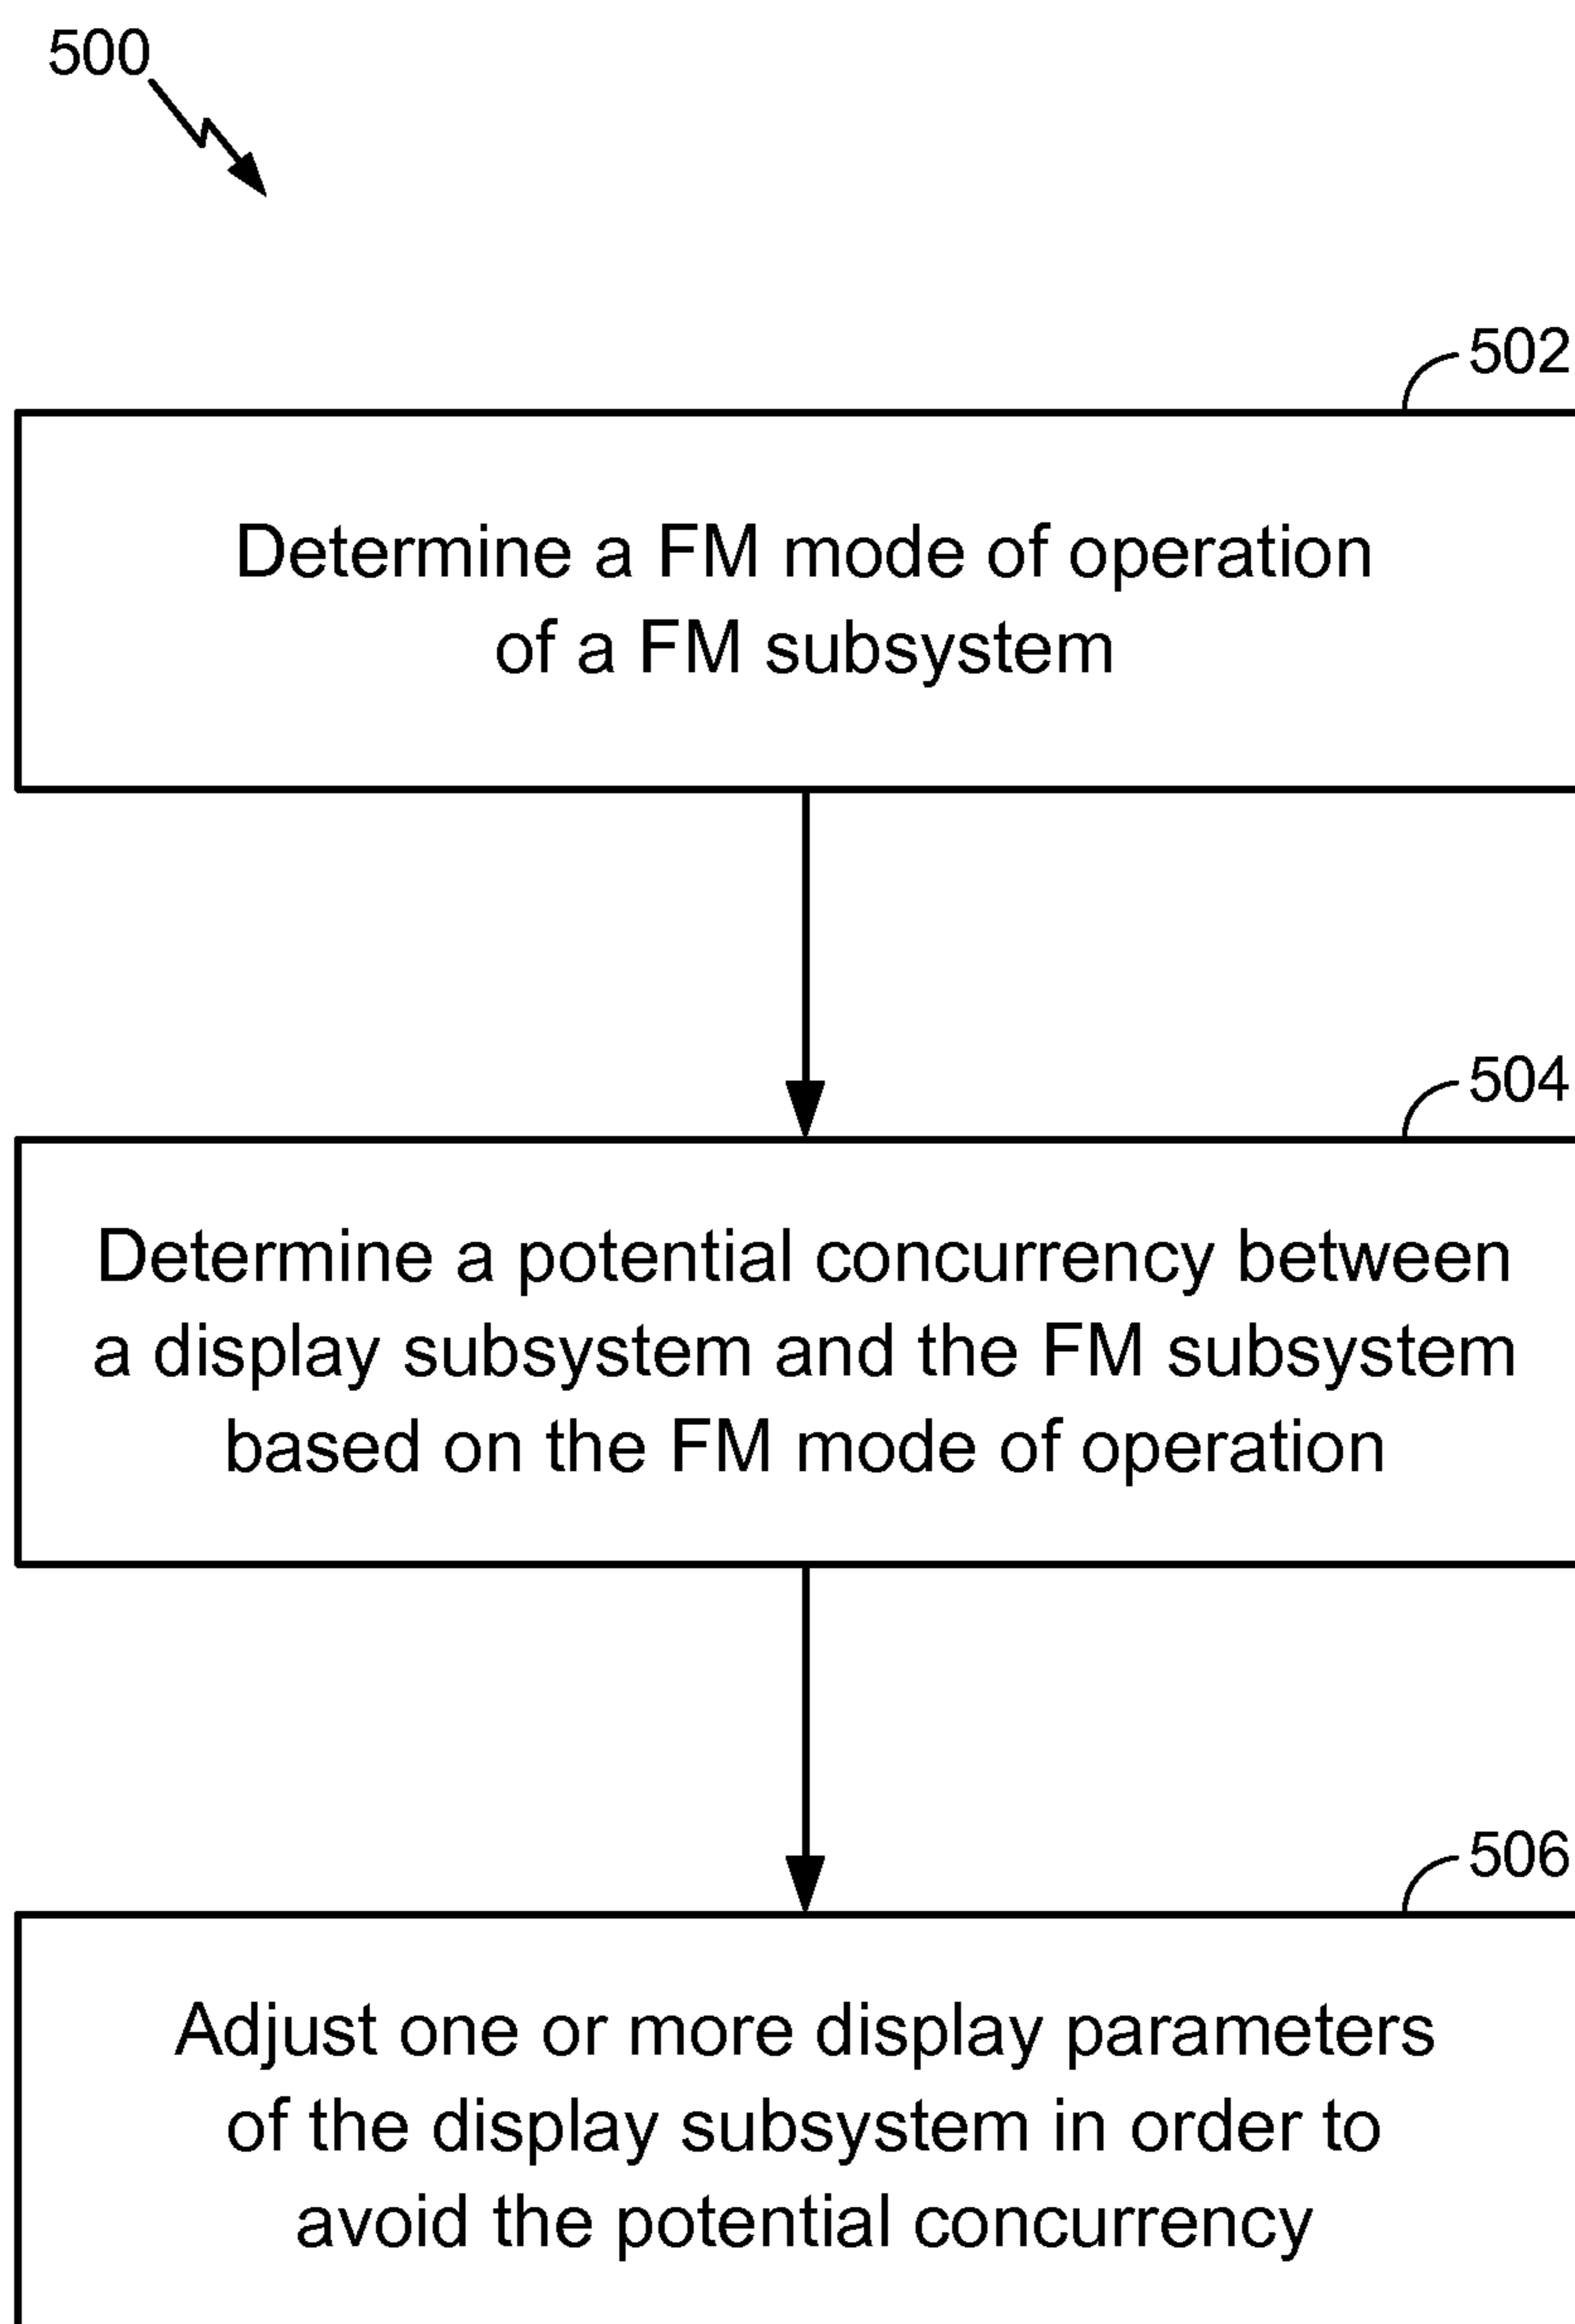 500
502
Determine a FM mode of operation
of a FM subsystem
504
Determine a potential concurrency between
a display subsystem and the FM subsystem
based on the FM mode of operation
506
Adjust one or more display parameters
of the display subsystem in order to
avoid the potential concurrency